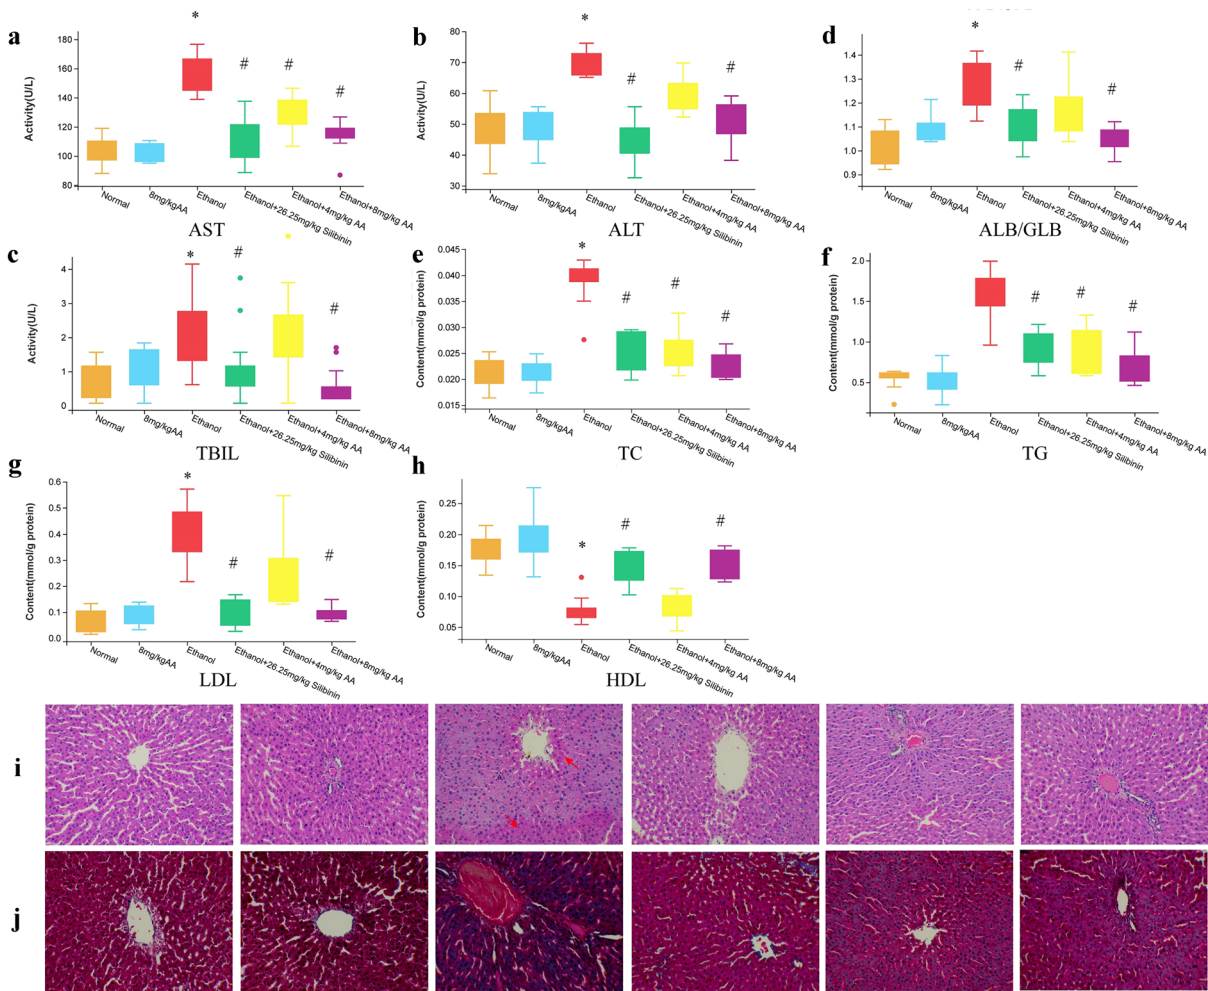 a
*
180
160
140
120
100
80
Activity(U/L)
#
#
#
Normal
8mg/kgAA
Ethanol
Ethanol+26.25mg/kg Silibinin
Ethanol+4mg/kg AA
Ethanol+8mg/kg AA
AST
b
*
80
70
60
50
40
30
Activity(U/L)
#
#
Normal
8mg/kgAA
Ethanol
Ethanol+26.25mg/kg Silibinin
Ethanol+4mg/kg AA
Ethanol+8mg/kg AA
ALT
d
*
1.4
1.3
1.2
1.1
1.0
0.9
Activity(U/L)
#
#
Normal
8mg/kgAA
Ethanol
Ethanol+26.25mg/kg Silibinin
Ethanol+4mg/kg AA
Ethanol+8mg/kg AA
ALB/GLB
c
*
4
3
2
1
0
Activity(U/L)
#
#
Normal
8mg/kgAA
Ethanol
Ethanol+26.25mg/kg Silibinin
Ethanol+4mg/kg AA
Ethanol+8mg/kg AA
TBIL
e
*
0.045
0.040
0.035
0.030
0.025
0.020
0.015
Content(mmol/g protein)
#
#
#
Normal
8mg/kgAA
Ethanol
Ethanol+26.25mg/kg Silibinin
Ethanol+4mg/kg AA
Ethanol+8mg/kg AA
TC
f
2.0
1.5
1.0
0.5
Content(mmol/g protein)
#
#
#
Normal
8mg/kgAA
Ethanol
Ethanol+26.25mg/kg Silibinin
Ethanol+4mg/kg AA
Ethanol+8mg/kg AA
TG
g
*
0.6
0.5
0.4
0.3
0.2
0.1
0.0
Content(mmol/g protein)
#
#
Normal
8mg/kgAA
Ethanol
Ethanol+26.25mg/kg Silibinin
Ethanol+4mg/kg AA
Ethanol+8mg/kg AA
LDL
h
*
0.25
0.20
0.15
0.10
0.05
Content(mmol/g protein)
#
#
Normal
8mg/kgAA
Ethanol
Ethanol+26.25mg/kg Silibinin
Ethanol+4mg/kg AA
Ethanol+8mg/kg AA
HDL
i
j